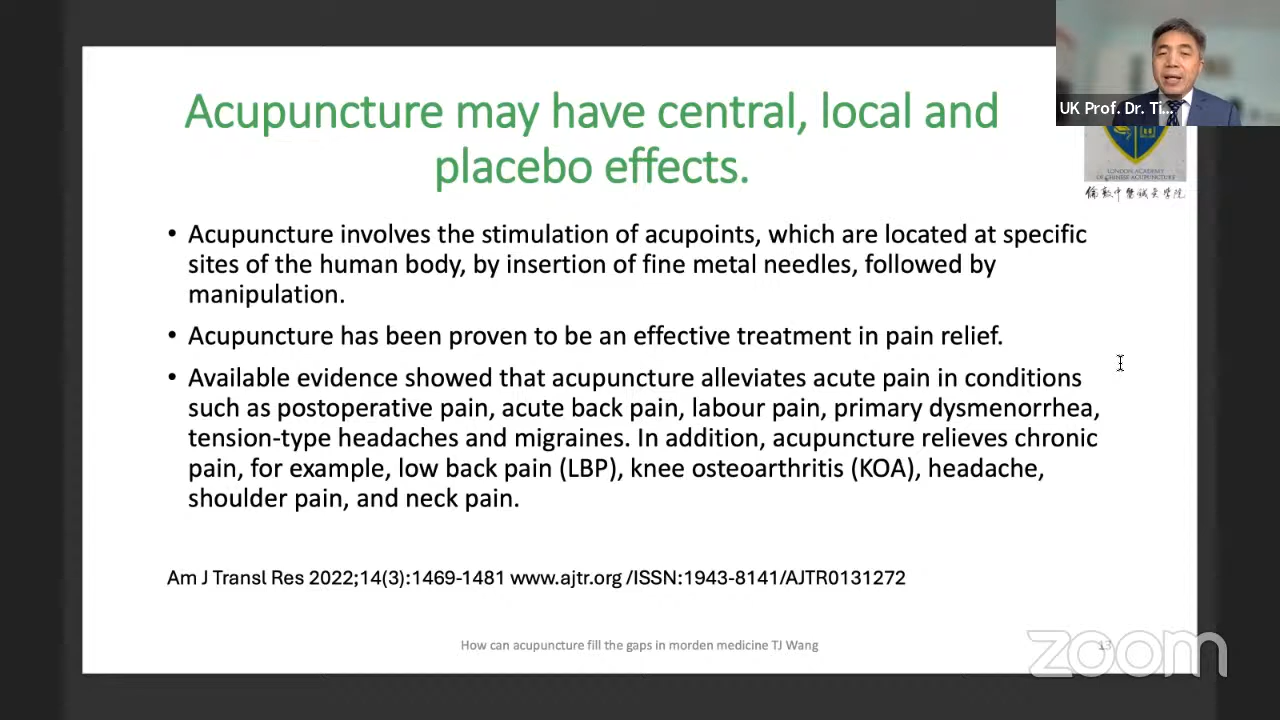 UK Prof. Dr. Ti...
Acupuncture may have central, local and
placebo effects.
LONDON ACADEMY
OF CHINESE ACUPUNCTURE
Acupuncture involves the stimulation of acupoints, which are located at specific
sites of the human body, by insertion of fine metal needles, followed by
manipulation.
Acupuncture has been proven to be an effective treatment in pain relief.
Available evidence showed that acupuncture alleviates acute pain in conditions
such as postoperative pain, acute back pain, labour pain, primary dysmenorrhea,
tension-type headaches and migraines. In addition, acupuncture relieves chronic
pain, for example, low back pain (LBP), knee osteoarthritis (KOA), headache,
shoulder pain, and neck pain.
Am J Transl Res 2022;14(3):1469-1481 www.ajtr.org /ISSN:1943-8141/AJTR0131272
How can acupuncture fill the gaps in morden medicine TJ Wang
13
zoom